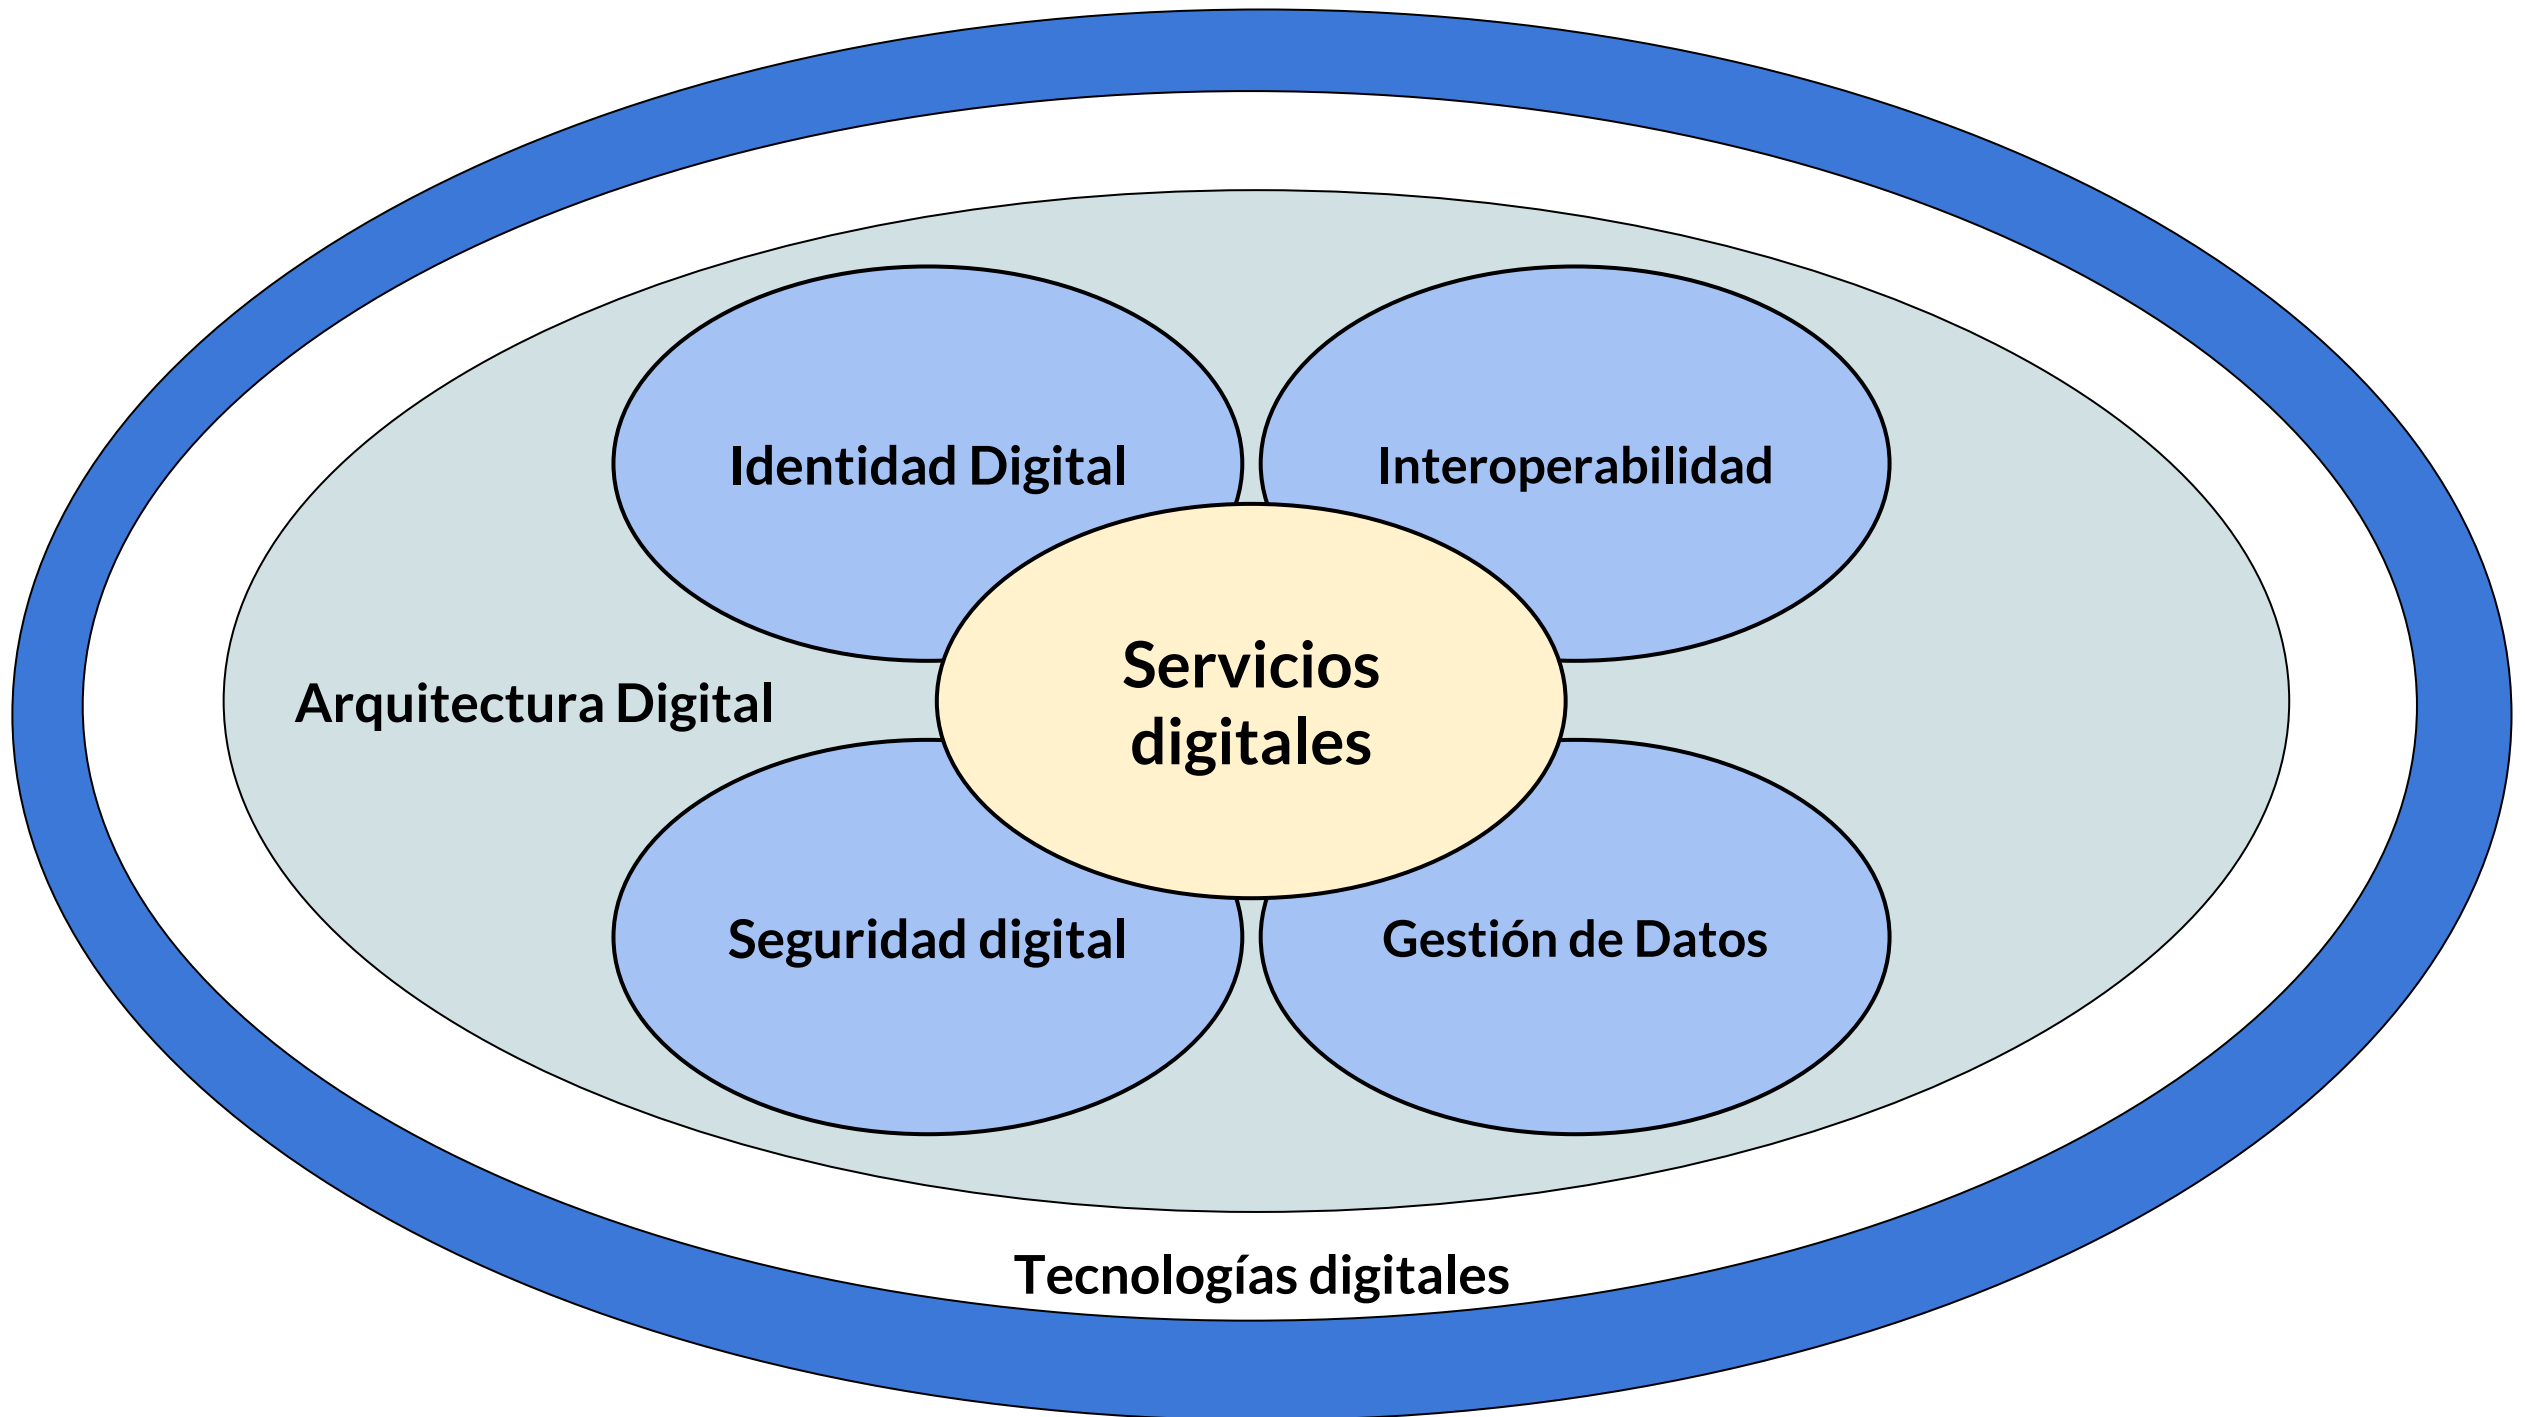 Identidad Digital
Interoperabilidad
Servicios
digitales
Arquitectura Digital
Seguridad digital
Gestión de Datos
Tecnologías digitales